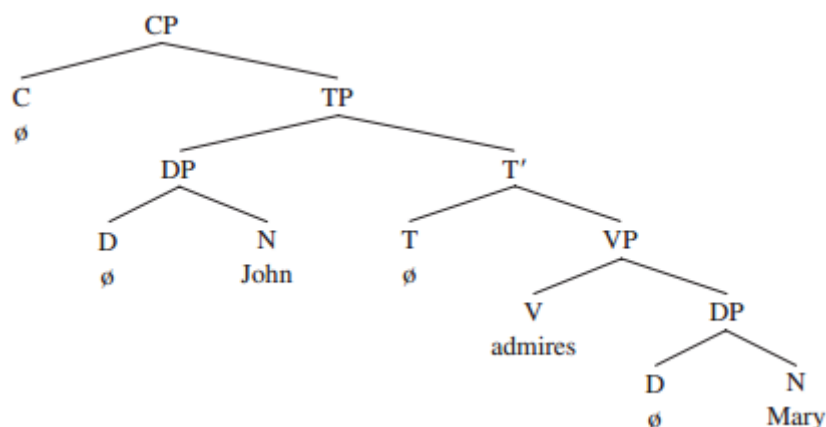 CP
C TP
ø
DP T′
D N T VP
ø John ø
V DP
admires
D N
ø Mary